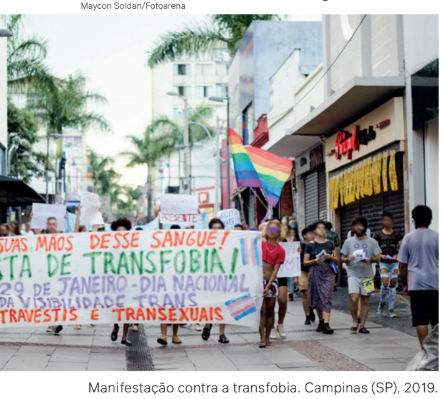 Maycon Soldan/Fotoarena
PRESENTE
SUAS MÃOS DESSE SANGUE!
STA DE TRANSFOBIA!
29 DE JANEIRO - DIA NACIONAL
DA VISIBILIDADE TRANS
TRAVESTIS E TRANSEXUAIS
Manifestação contra a transfobia. Campinas (SP), 2019.